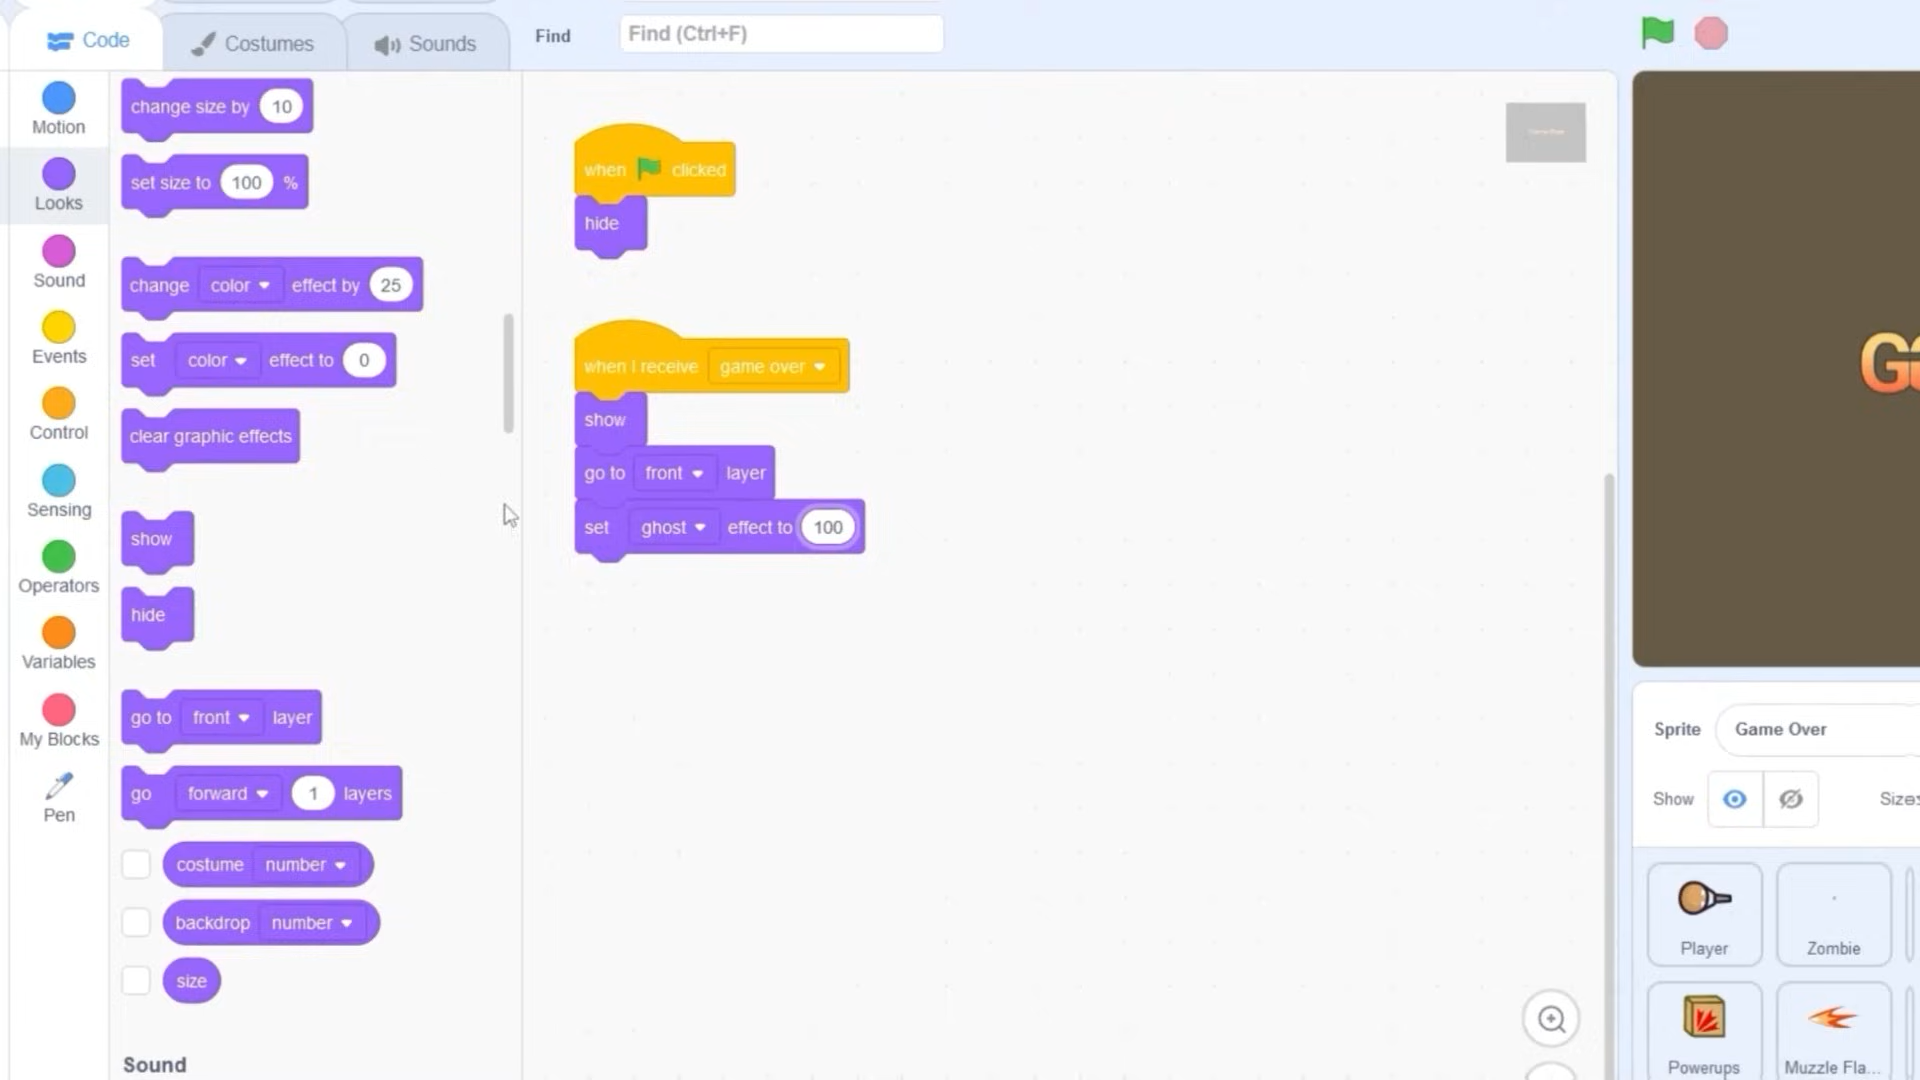 Code
Costumes
Sounds
Find
Find (Ctrl+F)
Motion
Looks
Sound
Events
Control
Sensing
Operators
Variables
My Blocks
Pen
change size by 10
set size to 100 %
change color effect by 25
set color effect to 0
clear graphic effects
show
hide
go to front layer
go forward 1 layers
costume number
backdrop number
size
Sound
when clicked
hide
when I receive game over
show
go to front layer
set ghost effect to 100
Sprite
Game Over
Show
Size
Player
Zombie
Powerups
Muzzle Fla...